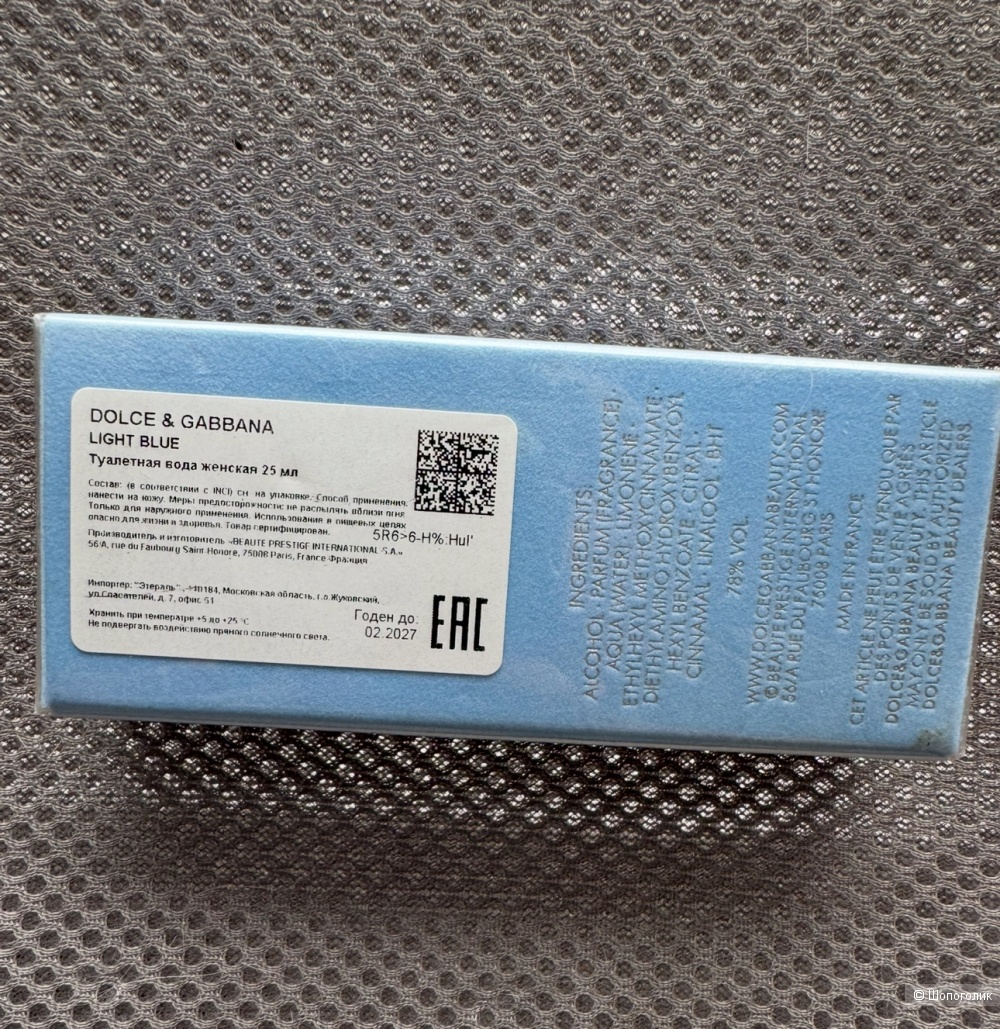 DOLCE & GABBANA
LIGHT BLUE
Туалетная вода женская 25 мл
Состав: (в соответствии с INCI) см на упаковке. Способ применения:
нанести на кожу. Меры предосторожности: не распылять вблизи огня
Только для наружного применения. Использования в пищевых целях
опасно для жизни и здоровья. Товар сертифицирован.
5R6>6-H%:Hul'
Производитель и изготовитель «BEAUTE PRESTIGE INTERNATIONAL S.A.»
56/A, rue du Faubourg Saint-Honore, 75008 Paris, France Франция
Импортер: "Этераль", 140184, Московская область, г.о.Жуковский,
ул.Спасателей, д. 7, офис 61
Хранить при температре +5 до +25 °C
Не подвергать воздействию прямого солнечного света.
Годен до:
02.2027
EAC
INGREDIENTS
ALCOHOL, PARFUM (FRAGRANCE),
AQUA (WATER), LIMONENE,
ETHYLHEXYL METHOXYCINNAMATE,
DIETHYLAMINO HYDROXYBENZOYL
HEXYL BENZOATE, CITRAL,
CINNAMAL, LINALOOL, BHT
78% VOL
WWW.DOLCEGABBANABEAUTY.COM
© BEAUTE PRESTIGE INTERNATIONAL
56A RUE DU FAUBOURG ST HONORE
75008 PARIS
MADE IN FRANCE
CET ARTICLE NE PEUT ÊTRE VENDU QUE PAR
DES POINTS DE VENTE AGRÉÉS
DOLCE&GABBANA BEAUTY. THIS ARTICLE
MAY ONLY BE SOLD BY AUTHORIZED
DOLCE&GABBANA BEAUTY DEALERS.
© Шопоголик